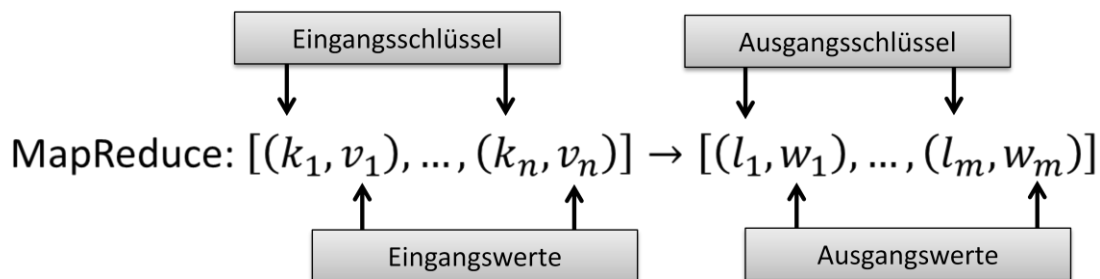 Eingangsschlüssel Ausgangsschlüssel
MapReduce: [(k₁, v₁), ..., (kₙ, vₙ)] → [(l₁, w₁), ..., (lₘ, wₘ)]
Eingangswerte Ausgangswerte